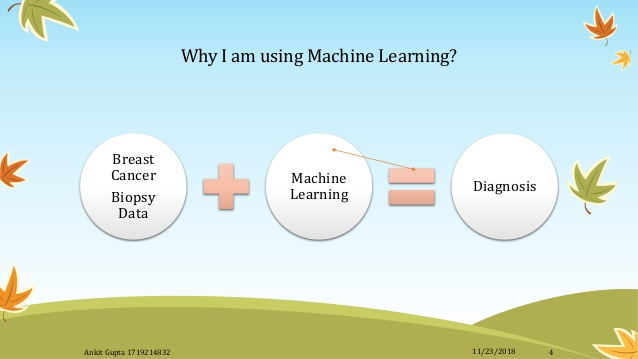 Why I am using Machine Learning?
Breast
Cancer
Biopsy
Data
Machine
Learning
Diagnosis
Ankit Gupta 1719214832
11/23/2018
4